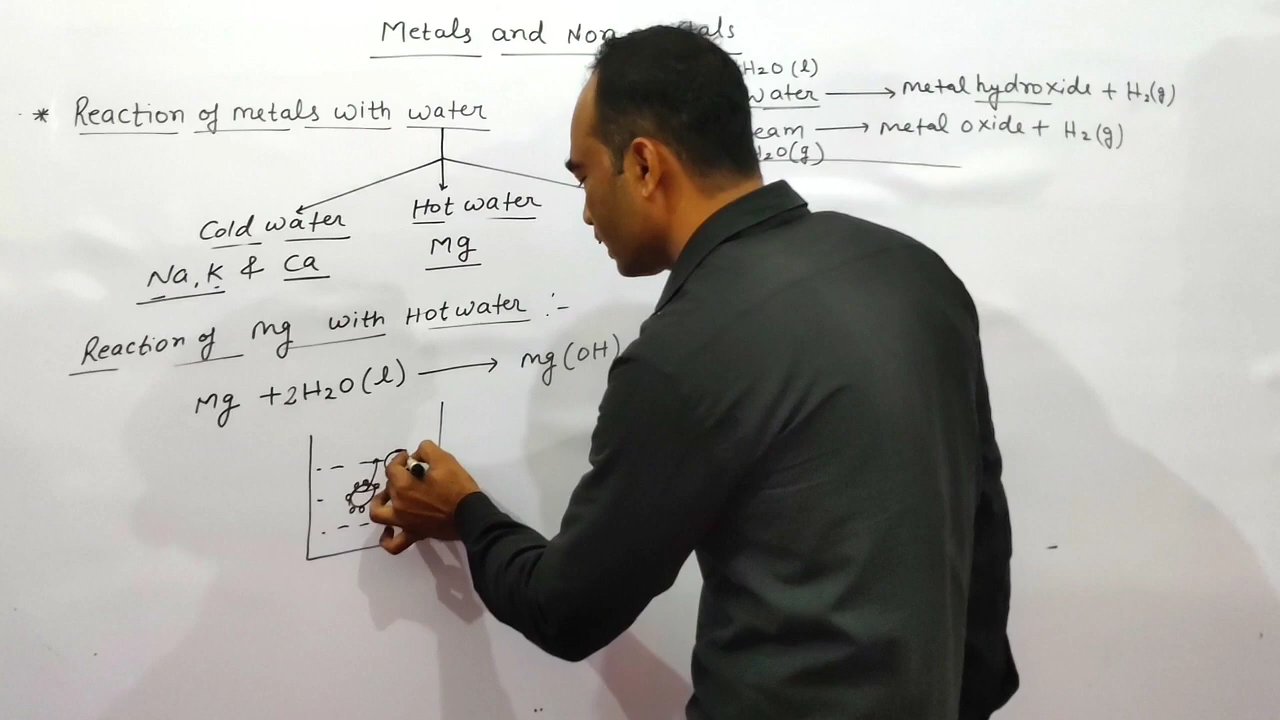 Metals and Non als
H2O (l)
water → metal hydroxide + H2(g)
* Reaction of metals with water
eam → metal oxide + H2(g)
H2O(g)
Cold water
Hot water
Na, K & Ca
Mg
Reaction of Mg with Hot water :-
Mg + 2H2O(l) → Mg(OH)